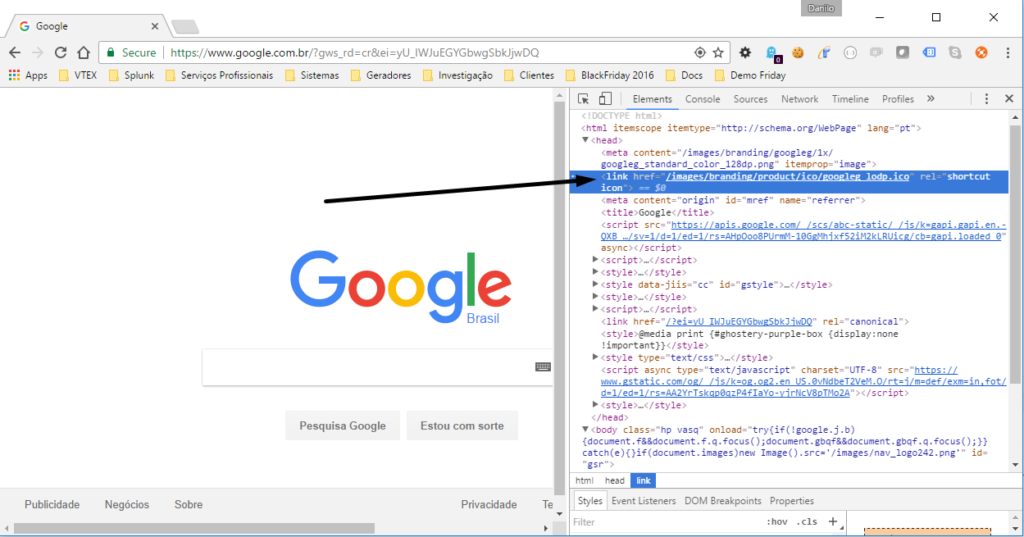 Danilo
Google
Secure https://www.google.com.br/?gws_rd=cr&ei=yU_IWJuEGYGbwgSbkJjwDQ
0
Apps VTEX Splunk Serviços Profissionais Sistemas Geradores Investigação Clientes BlackFriday 2016 Docs Demo Friday
Google
Brasil
Pesquisa Google Estou com sorte
Publicidade Negócios Sobre Privacidade Te
Elements Console Sources Network Timeline Profiles »
<!DOCTYPE html>
<html itemscope itemtype="http://schema.org/WebPage" lang="pt">
<head>
<meta content="/images/branding/googleg/1x/
googleg_standard_color_128dp.png" itemprop="image">
<link href="/images/branding/product/ico/googleg_lodp.ico" rel="shortcut
icon"> == $0
<meta content="origin" id="mref" name="referrer">
<title>Google</title>
<script src="https://apis.google.com/_/scs/abc-static/_/js/k=gapi.gapi.en.-
QXB_…/sv=1/d=1/ed=1/rs=AHpOoo8PUrmM-10GgMhjxf52iM2kLRUicg/cb=gapi.loaded_0"
async></script>
<script>…</script>
<style>…</style>
<style data-jiis="cc" id="gstyle">…</style>
<style>…</style>
<script>…</script>
<link href="/?ei=yU_IWJuEGYGbwgSbkJjwDQ" rel="canonical">
<style>@media print {#ghostery-purple-box {display:none
!important}}</style>
<style type="text/css">…</style>
<script async type="text/javascript" charset="UTF-8" src="https://
www.gstatic.com/og/_/js/k=og.og2.en_US.0vNdbeT2VeM.O/rt=j/m=def/exm=in,fot/
d=1/ed=1/rs=AA2YrTskqp0qzP4fIaYo-yjrNcV8pTMo2A"></script>
<style>…</style>
</head>
<body class="hp vasq" onload="try{if(!google.j.b)
{document.f&&document.f.q.focus();document.gbqf&&document.gbqf.q.focus();}}
catch(e){}if(document.images)new Image().src='/images/nav_logo242.png'" id=
"gsr">
html head link
Styles Event Listeners DOM Breakpoints Properties
Filter :hov .cls +